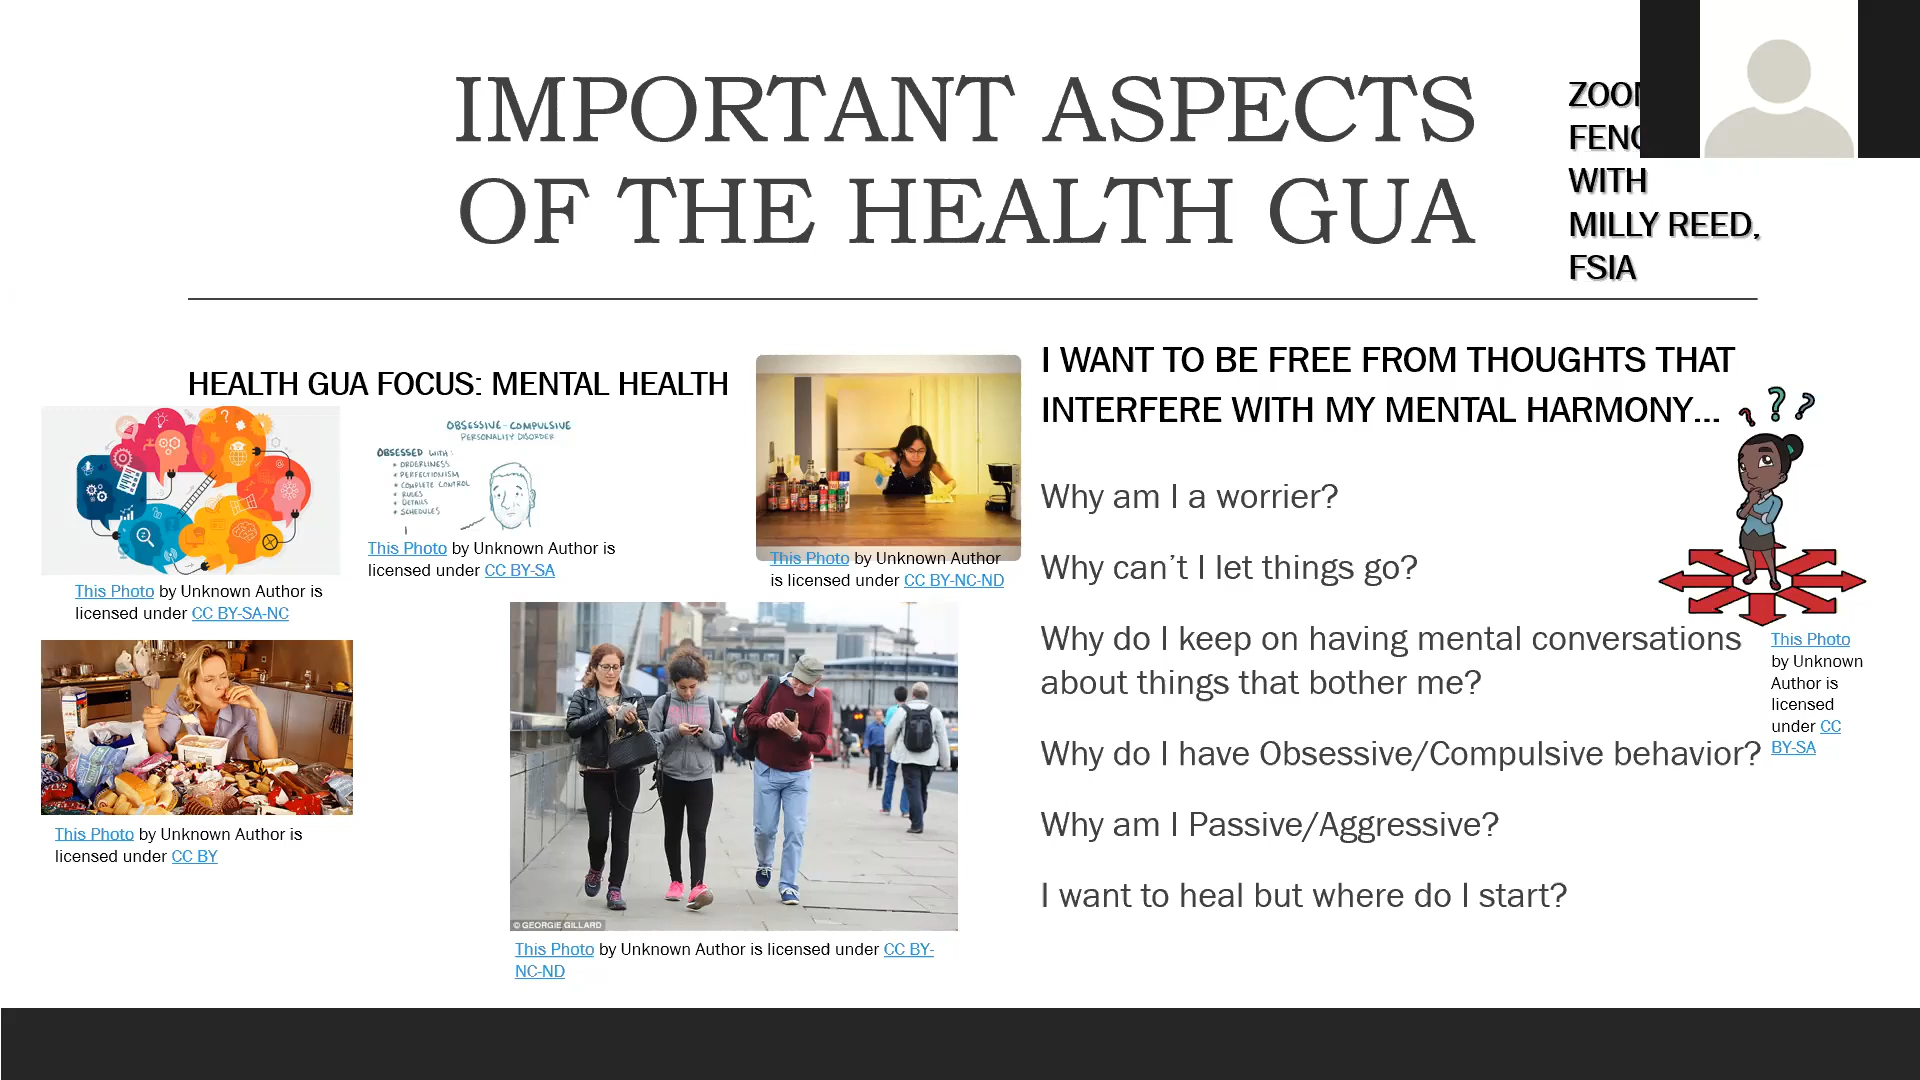 IMPORTANT ASPECTS
OF THE HEALTH GUA
WITH
MILLY REED,
FSIA
HEALTH GUA FOCUS: MENTAL HEALTH
OBSESSIVE-COMPULSIVE
PERSONALITY DISORDER
OBSESSED WITH:
* ORDERLINESS
* PERFECTIONISM
* COMPLETE CONTROL
* RULES
* DETAILS
* SCHEDULES
This Photo by Unknown Author is
licensed under CC BY-SA
This Photo by Unknown Author
is licensed under CC BY-NC-ND
This Photo by Unknown Author is
licensed under CC BY-SA-NC
This Photo by Unknown Author is
licensed under CC BY
© GEORGIE GILLARD
This Photo by Unknown Author is licensed under CC BY-
NC-ND
I WANT TO BE FREE FROM THOUGHTS THAT
INTERFERE WITH MY MENTAL HARMONY...
? ? ?
Why am I a worrier?
Why can’t I let things go?
Why do I keep on having mental conversations
about things that bother me?
Why do I have Obsessive/Compulsive behavior?
Why am I Passive/Aggressive?
I want to heal but where do I start?
This Photo
by Unknown
Author is
licensed
under CC
BY-SA